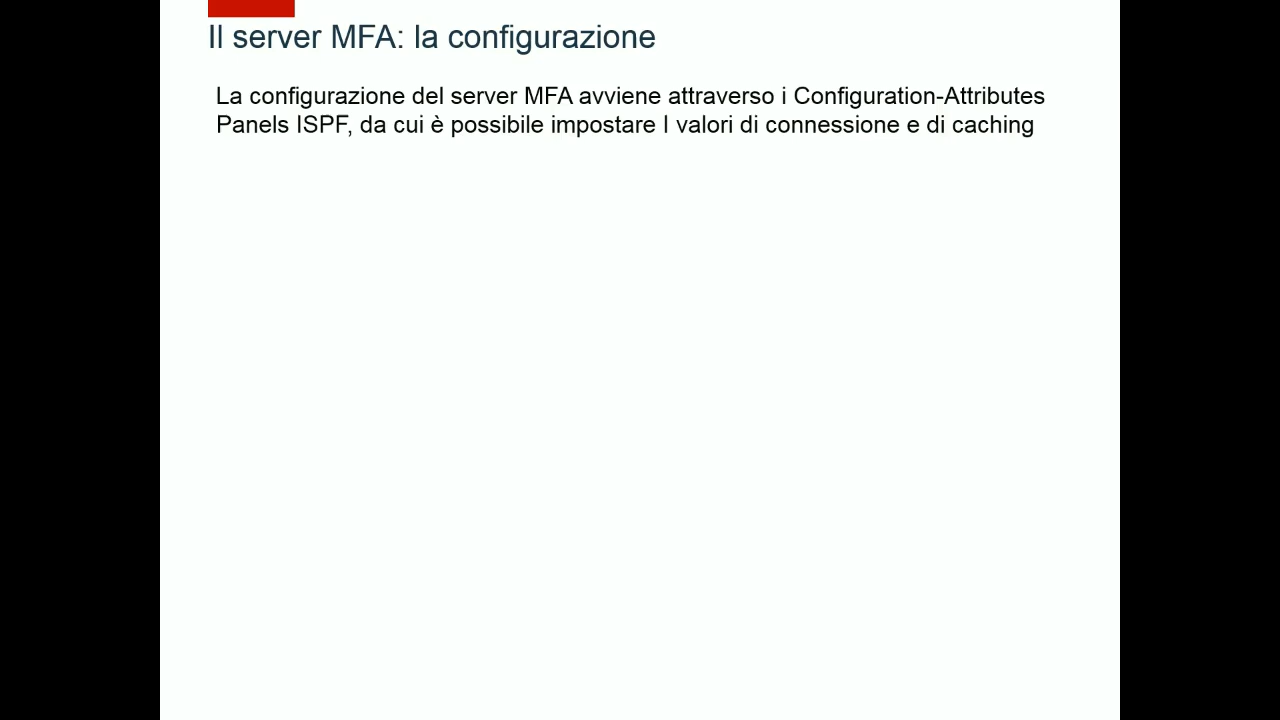 Il server MFA: la configurazione
La configurazione del server MFA avviene attraverso i Configuration-Attributes
Panels ISPF, da cui è possibile impostare I valori di connessione e di caching